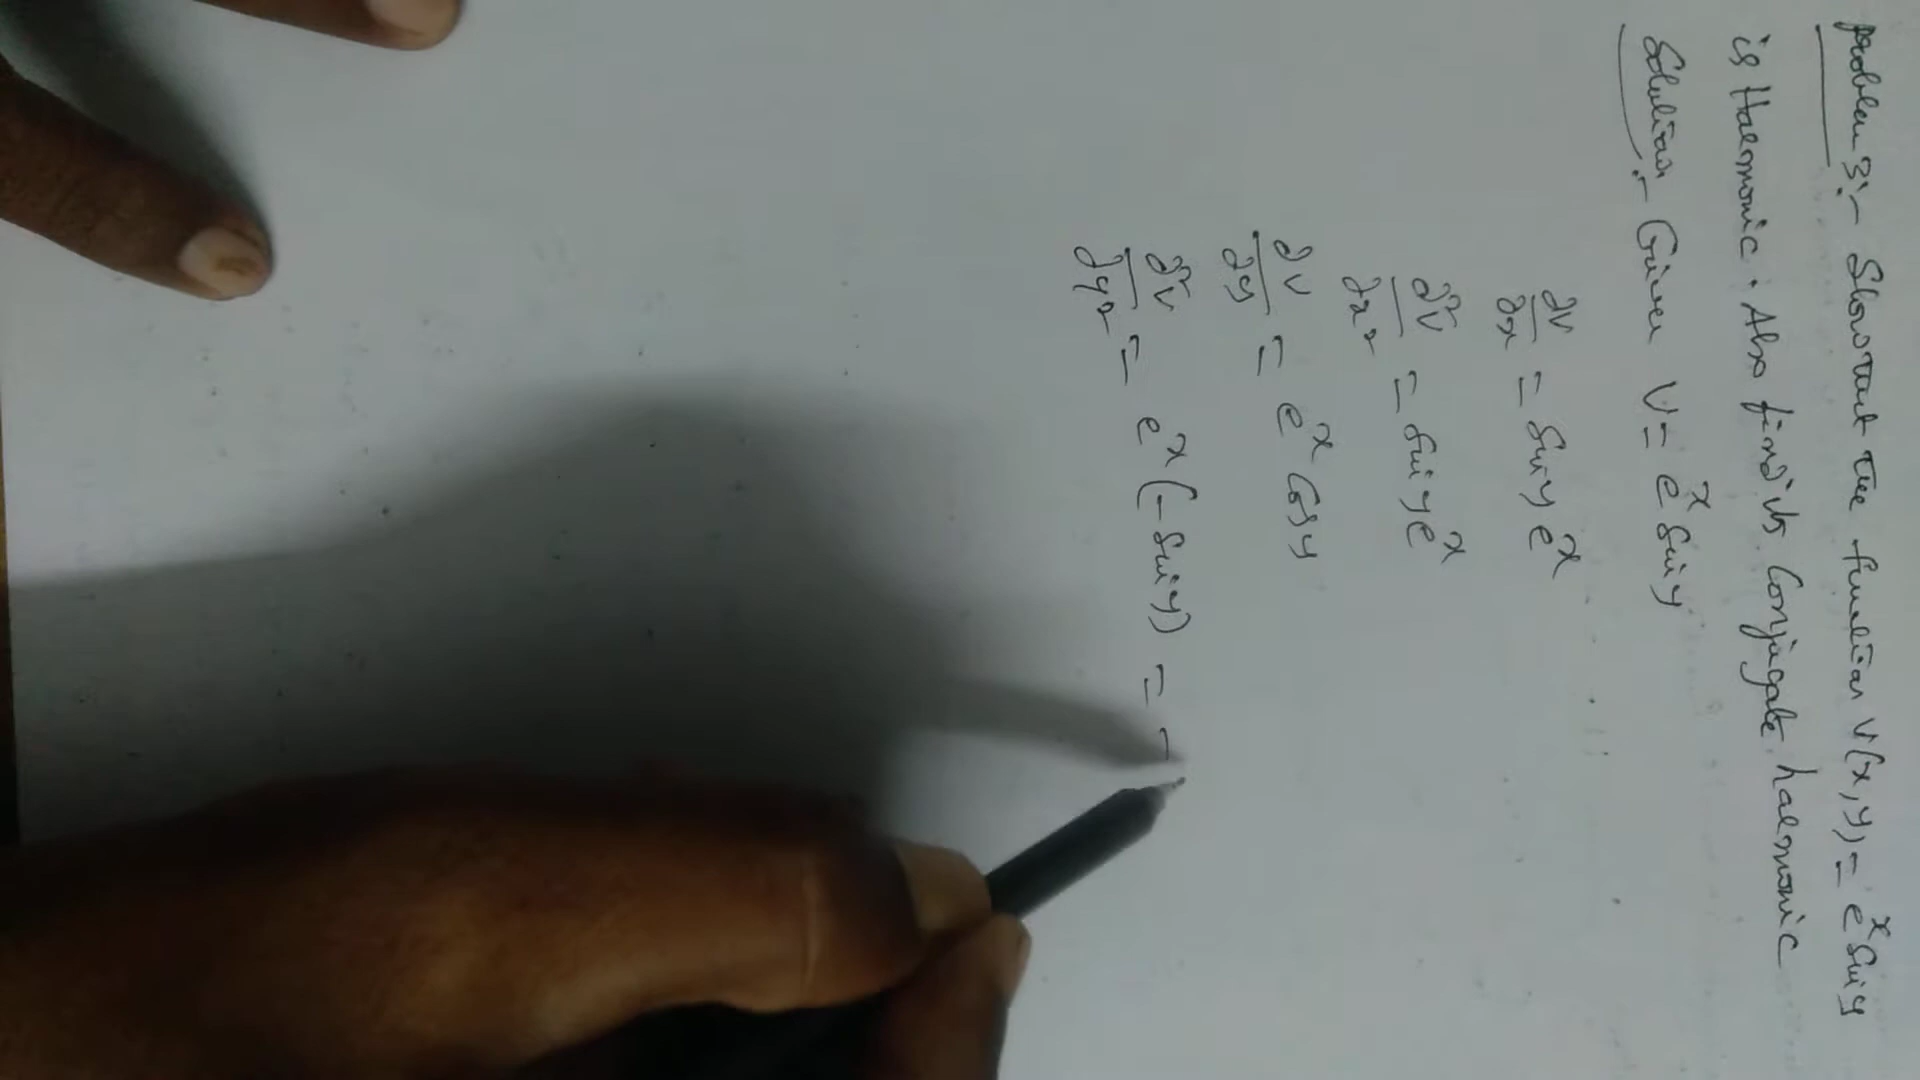 Problem 3:- Show that the function V(x,y) = e^x Sin y
is Harmonic. Also find its Conjugate harmonic
Solution:- Given V = e^x Sin y
∂V/∂x = Sin y e^x
∂²V/∂x² = Sin y e^x
∂V/∂y = e^x Cos y
∂²V/∂y² = e^x (-Sin y) = -